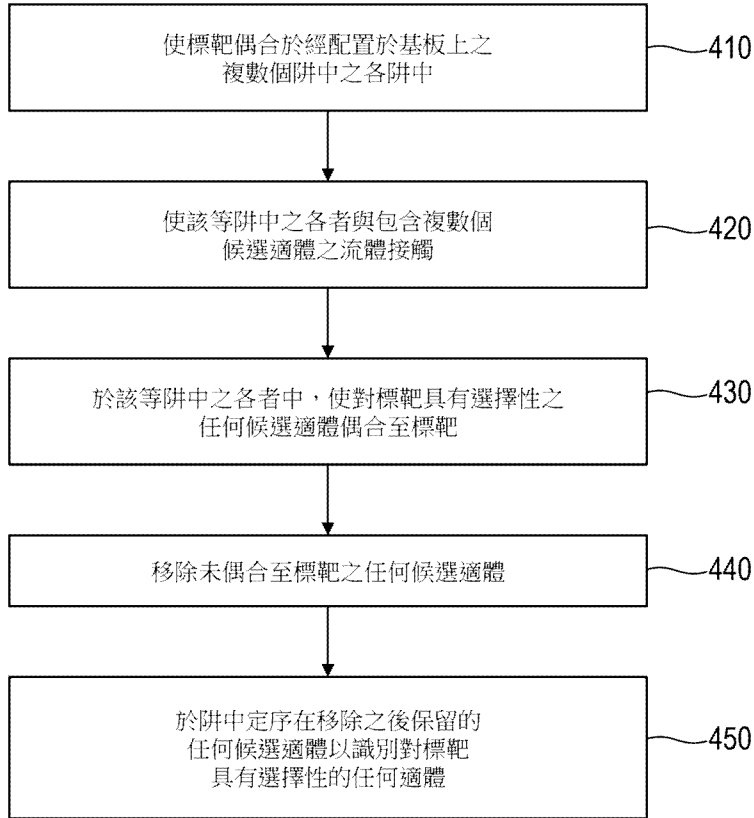 使標靶偶合於經配置於基板上之
複數個阱中之各阱中
410
使該等阱中之各者與包含複數個
候選適體之流體接觸
420
於該等阱中之各者中，使對標靶具有選擇性之
任何候選適體偶合至標靶
430
移除未偶合至標靶之任何候選適體
440
於阱中定序在移除之後保留的
任何候選適體以識別對標靶
具有選擇性的任何適體
450